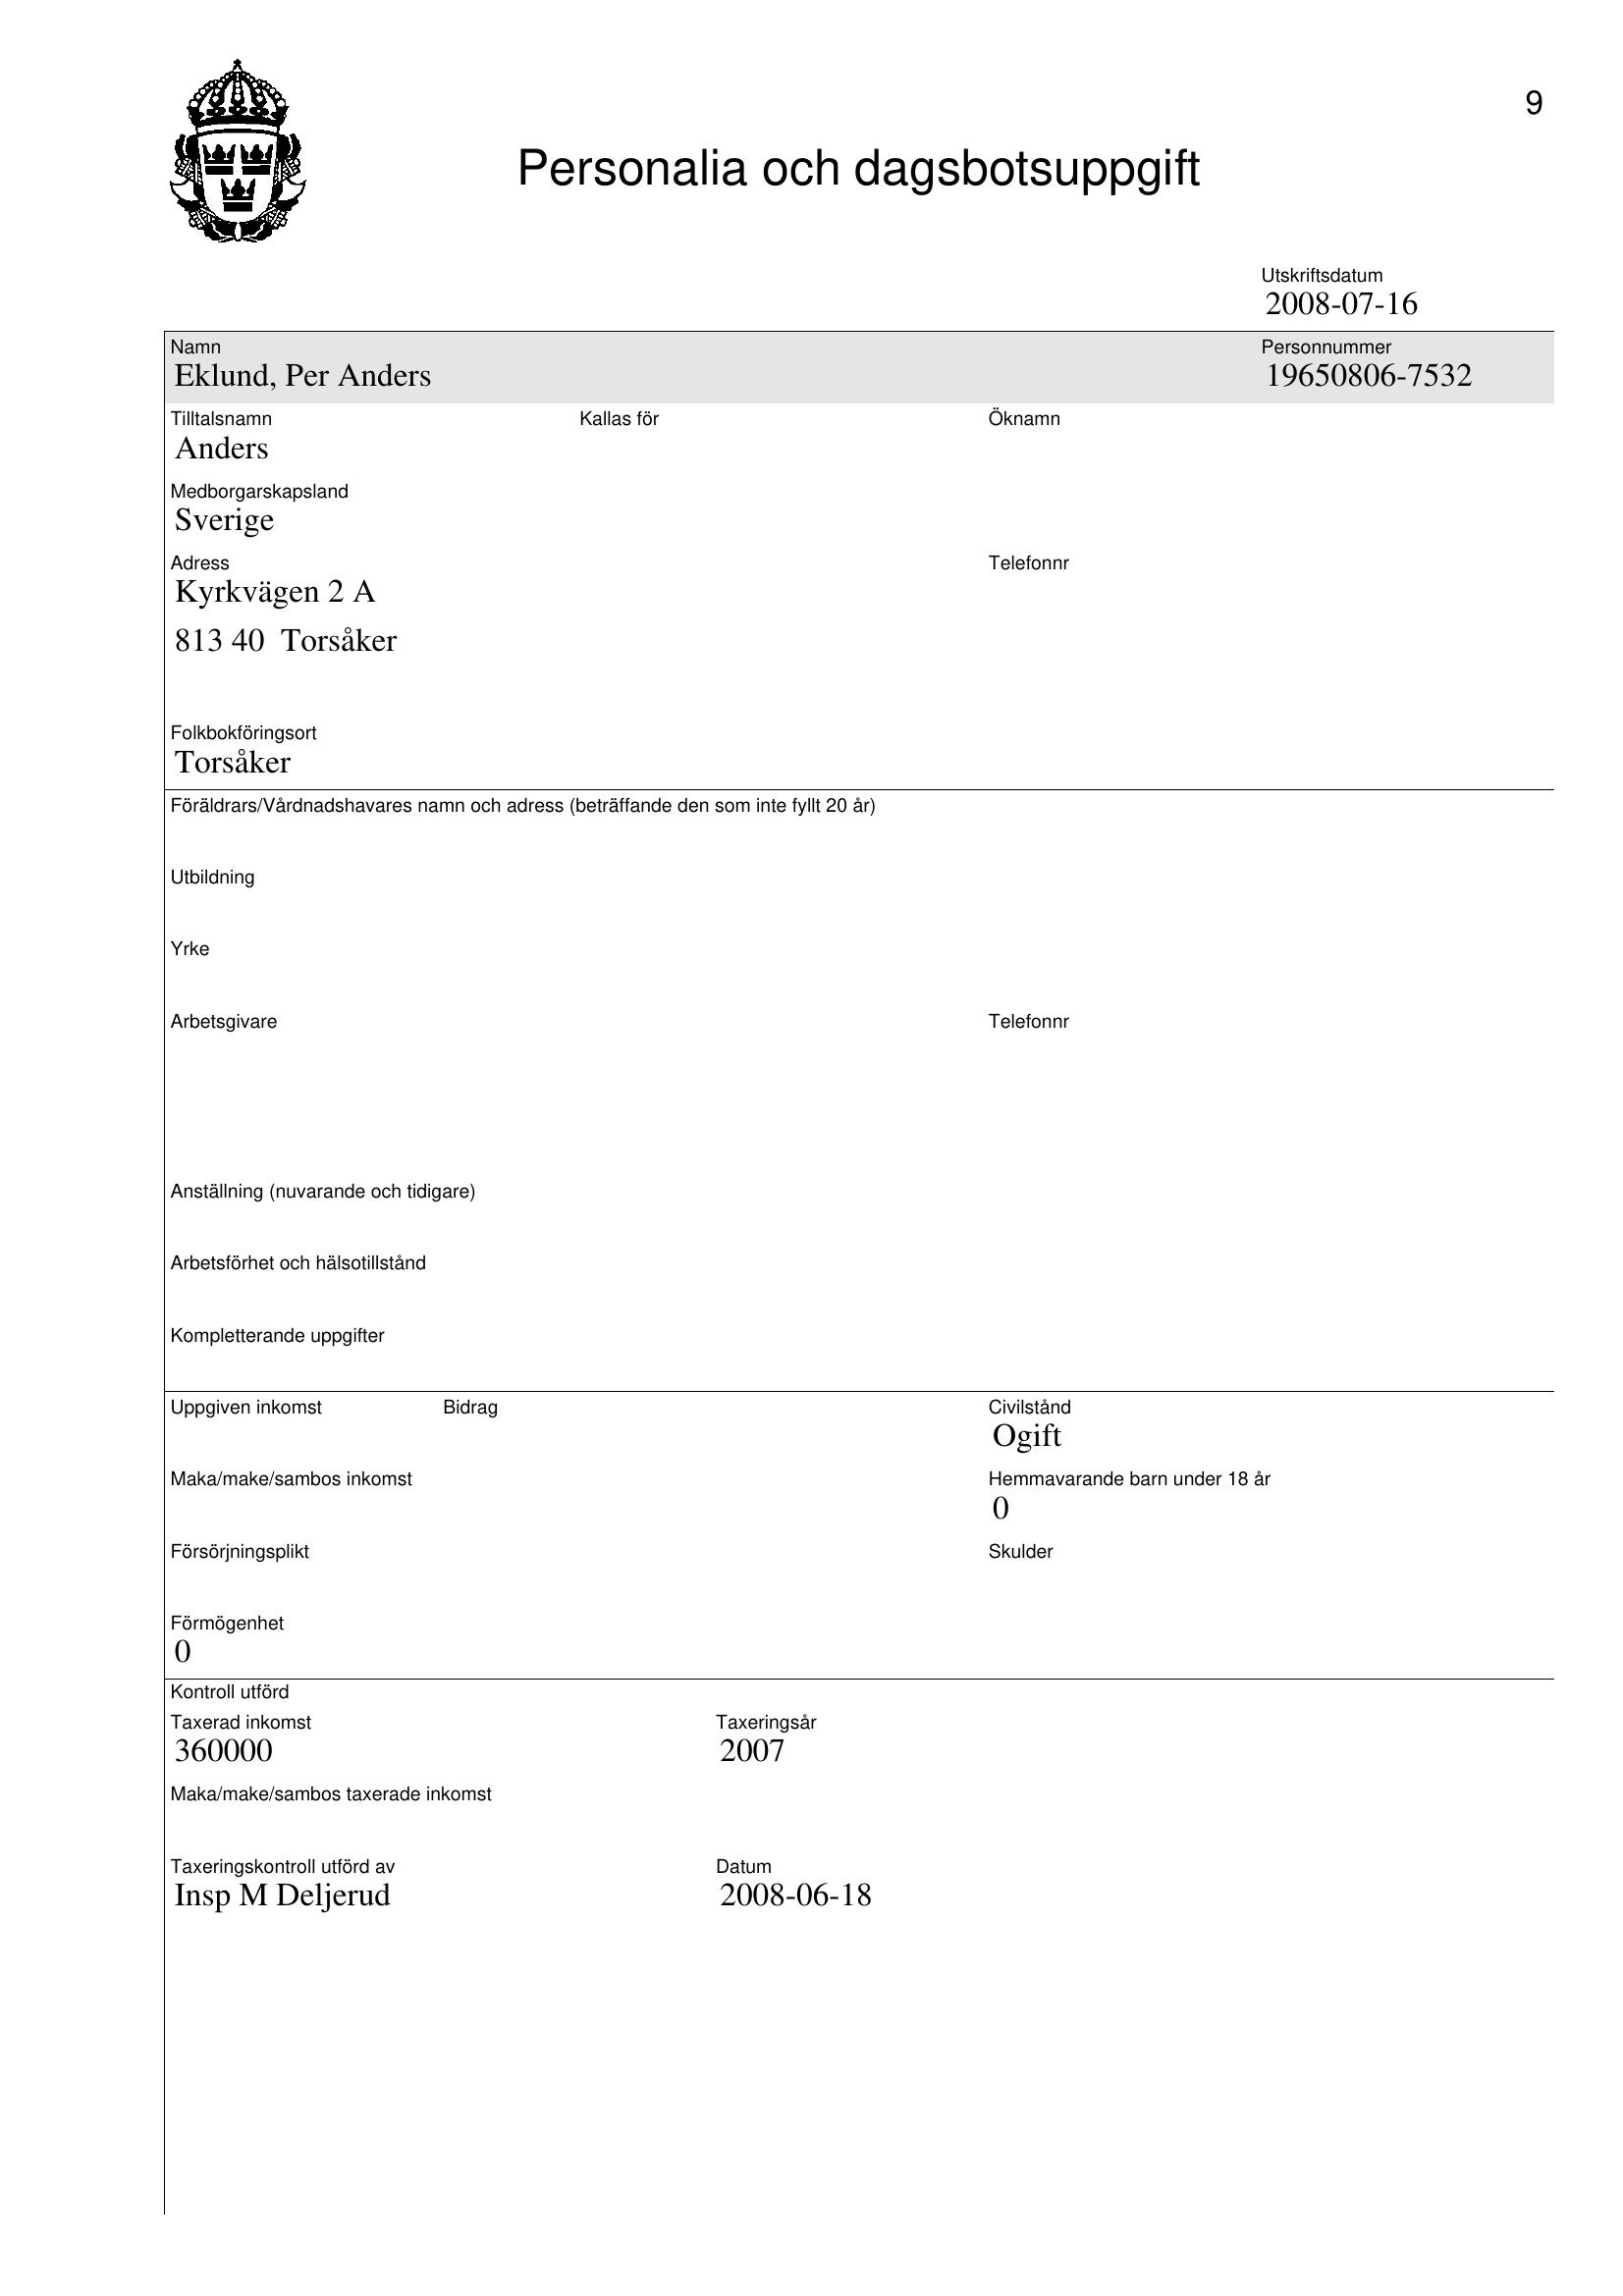 9
Personalia och dagsbotsuppgift
Utskriftsdatum
2008-07-16
Namn Personnummer
Eklund, Per Anders 19650806-7532
Tilltalsnamn Kallas för Öknamn
Anders
Medborgarskapsland
Sverige
Adress Telefonnr
Kyrkvägen 2 A
813 40 Torsåker
Folkbokföringsort
Torsåker
Föräldrars/Vårdnadshavares namn och adress (beträffande den som inte fyllt 20 år)
Utbildning
Yrke
Arbetsgivare Telefonnr
Anställning (nuvarande och tidigare)
Arbetsförhet och hälsotillstånd
Kompletterande uppgifter
Uppgiven inkomst Bidrag Civilstånd
Ogift
Maka/make/sambos inkomst Hemmavarande barn under 18 år
0
Försörjningsplikt Skulder
Förmögenhet
0
Kontroll utförd
Taxerad inkomst Taxeringsår
360000 2007
Maka/make/sambos taxerade inkomst
Taxeringskontroll utförd av Datum
Insp M Deljerud 2008-06-18